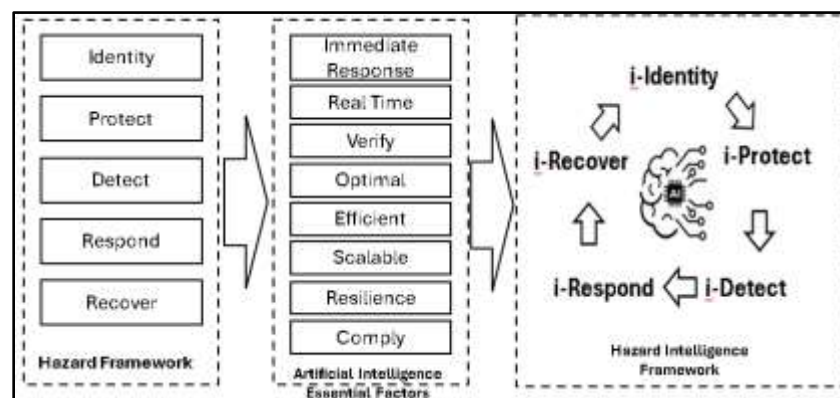 Identity
Protect
Detect
Respond
Recover
Hazard Framework
Immediate
Response
Real Time
Verify
Optimal
Efficient
Scalable
Resilience
Comply
Artificial Intelligence
Essential Factors
i-Identity
i-Protect
i-Detect
i-Respond
i-Recover
AI
Hazard Intelligence
Framework